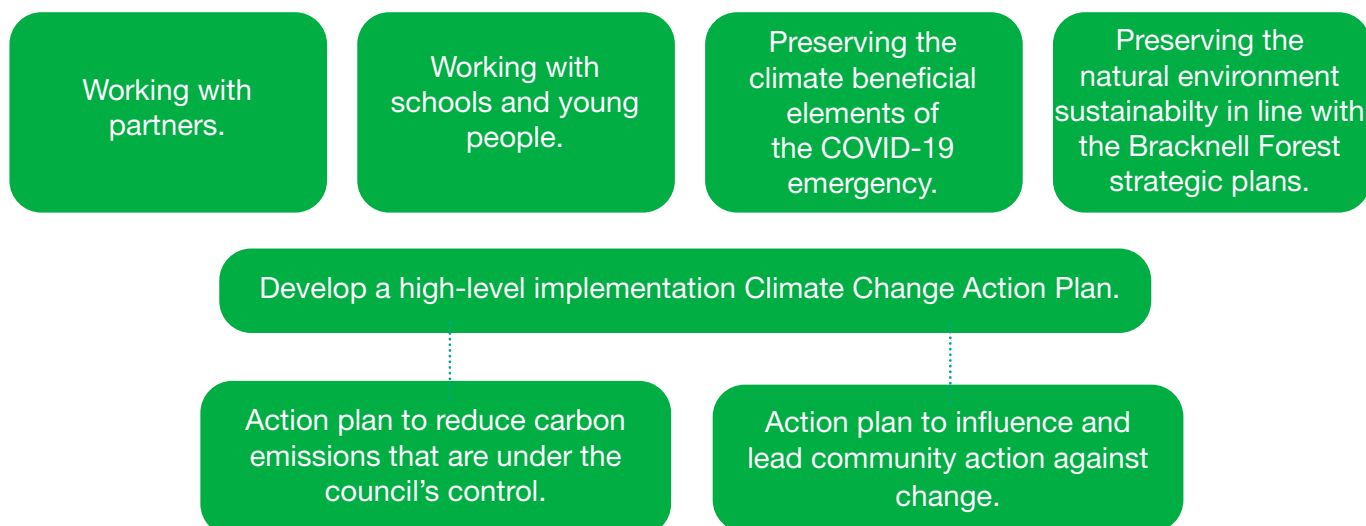 Working with
partners.
Working with
schools and young
people.
Preserving the
climate beneficial
elements of
the COVID-19
emergency.
Preserving the
natural environment
sustainabilty in line with
the Bracknell Forest
strategic plans.
Develop a high-level implementation Climate Change Action Plan.
Action plan to reduce carbon
emissions that are under the
council’s control.
Action plan to influence and
lead community action against
change.